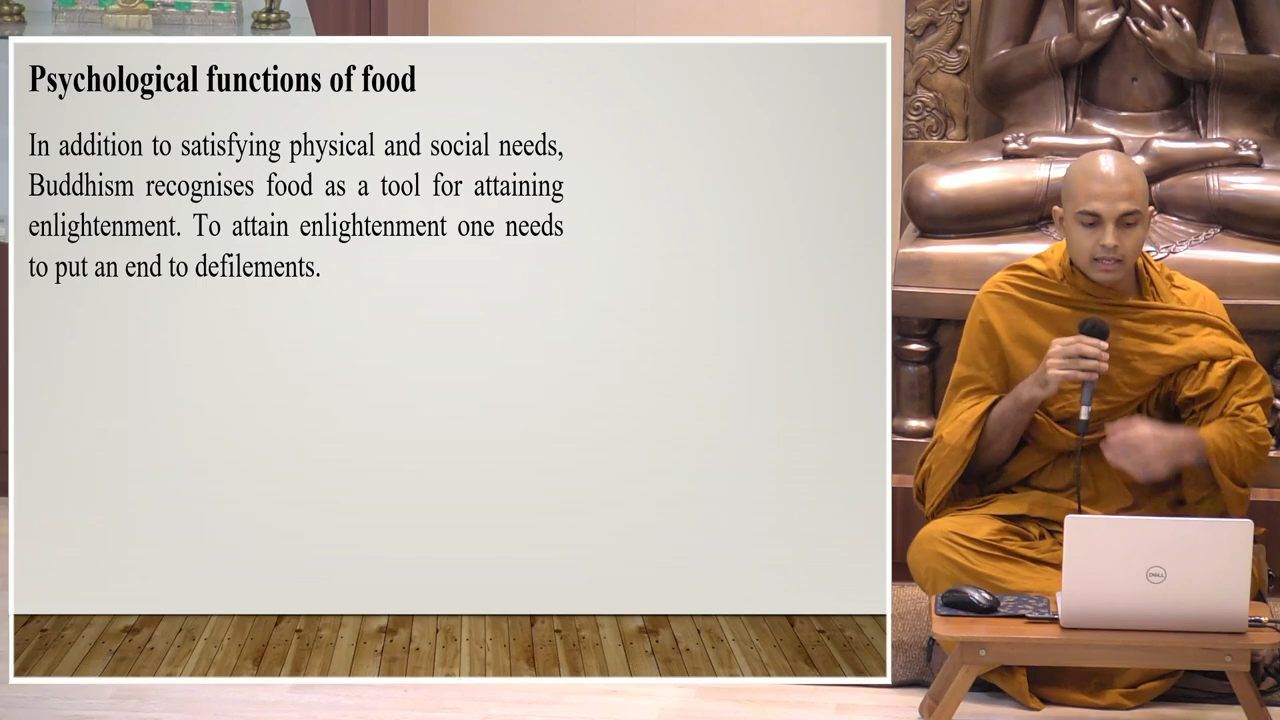 Psychological functions of food
In addition to satisfying physical and social needs,
Buddhism recognises food as a tool for attaining
enlightenment. To attain enlightenment one needs
to put an end to defilements.
DELL